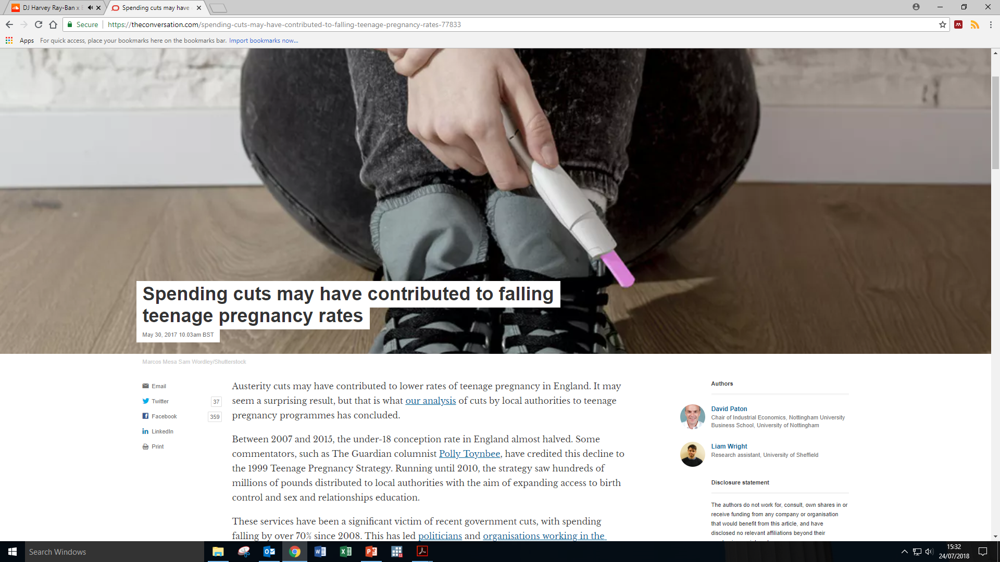 DJ Harvey Ray-Ban x
Spending cuts may have
Secure
https://theconversation.com/spending-cuts-may-have-contributed-to-falling-teenage-pregnancy-rates-77833
Apps
For quick access, place your bookmarks here on the bookmarks bar. Import bookmarks now...
Spending cuts may have contributed to falling
teenage pregnancy rates
May 30, 2017 10.03am BST
Marcos Mesa Sam Wordley/Shutterstock
Email
Twitter
37
Facebook
359
LinkedIn
Print
Austerity cuts may have contributed to lower rates of teenage pregnancy in England. It may
seem a surprising result, but that is what our analysis of cuts by local authorities to teenage
pregnancy programmes has concluded.
Between 2007 and 2015, the under-18 conception rate in England almost halved. Some
commentators, such as The Guardian columnist Polly Toynbee, have credited this decline to
the 1999 Teenage Pregnancy Strategy. Running until 2010, the strategy saw hundreds of
millions of pounds distributed to local authorities with the aim of expanding access to birth
control and sex and relationships education.
These services have been a significant victim of recent government cuts, with spending
falling by over 70% since 2008. This has led politicians and organisations working in the
Authors
David Paton
Chair of Industrial Economics, Nottingham University
Business School, University of Nottingham
Liam Wright
Research assistant, University of Sheffield
Disclosure statement
The authors do not work for, consult, own shares in or
receive funding from any company or organisation
that would benefit from this article, and have
disclosed no relevant affiliations beyond their
Search Windows
15:32
24/07/2018